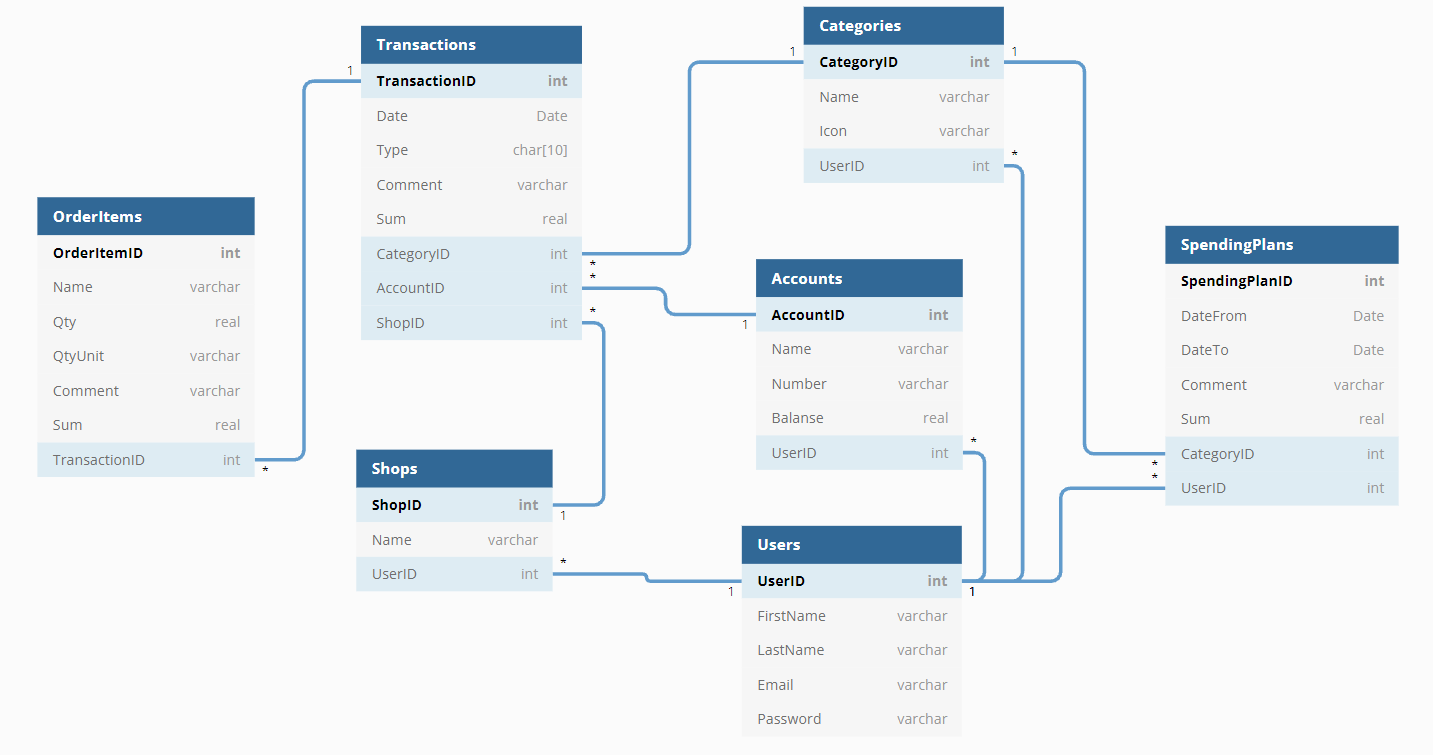 Transactions
TransactionID int
Date Date
Type char[10]
Comment varchar
Sum real
CategoryID int
AccountID int
ShopID int
1
*
*
*
Categories
CategoryID int
Name varchar
Icon varchar
UserID int
1
1
*
OrderItems
OrderItemID int
Name varchar
Qty real
QtyUnit varchar
Comment varchar
Sum real
TransactionID int
*
Accounts
AccountID int
Name varchar
Number varchar
Balanse real
UserID int
1
*
SpendingPlans
SpendingPlanID int
DateFrom Date
DateTo Date
Comment varchar
Sum real
CategoryID int
UserID int
*
*
Shops
ShopID int
Name varchar
UserID int
1
*
Users
UserID int
FirstName varchar
LastName varchar
Email varchar
Password varchar
1
1